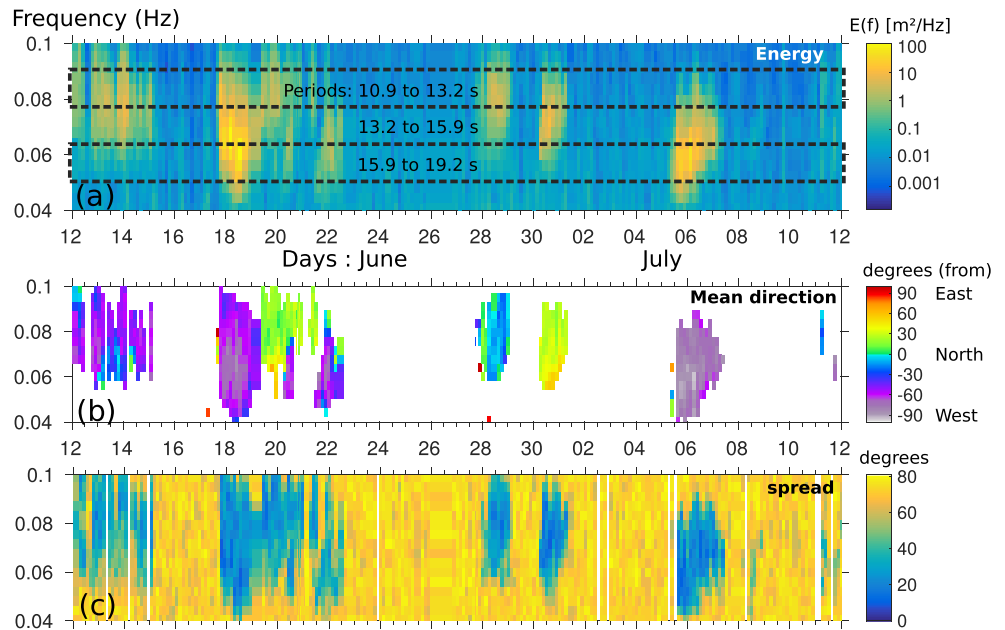 Frequency (Hz)
E(f) [m²/Hz]
0.1
Energy
100
Periods: 10.9 to 13.2 s
10
0.08
1
13.2 to 15.9 s
0.1
0.06
15.9 to 19.2 s
0.01
(a)
0.001
0.04
12 14 16 18 20 22 24 26 28 30 02 04 06 08 10 12
Days : June July
degrees (from)
0.1
Mean direction
90 East
60
0.08
30
0 North
0.06
-30
-60
(b)
-90 West
0.04
12 14 16 18 20 22 24 26 28 30 02 04 06 08 10 12
degrees
0.1
spread
80
0.08
60
40
0.06
20
(c)
0.04
0